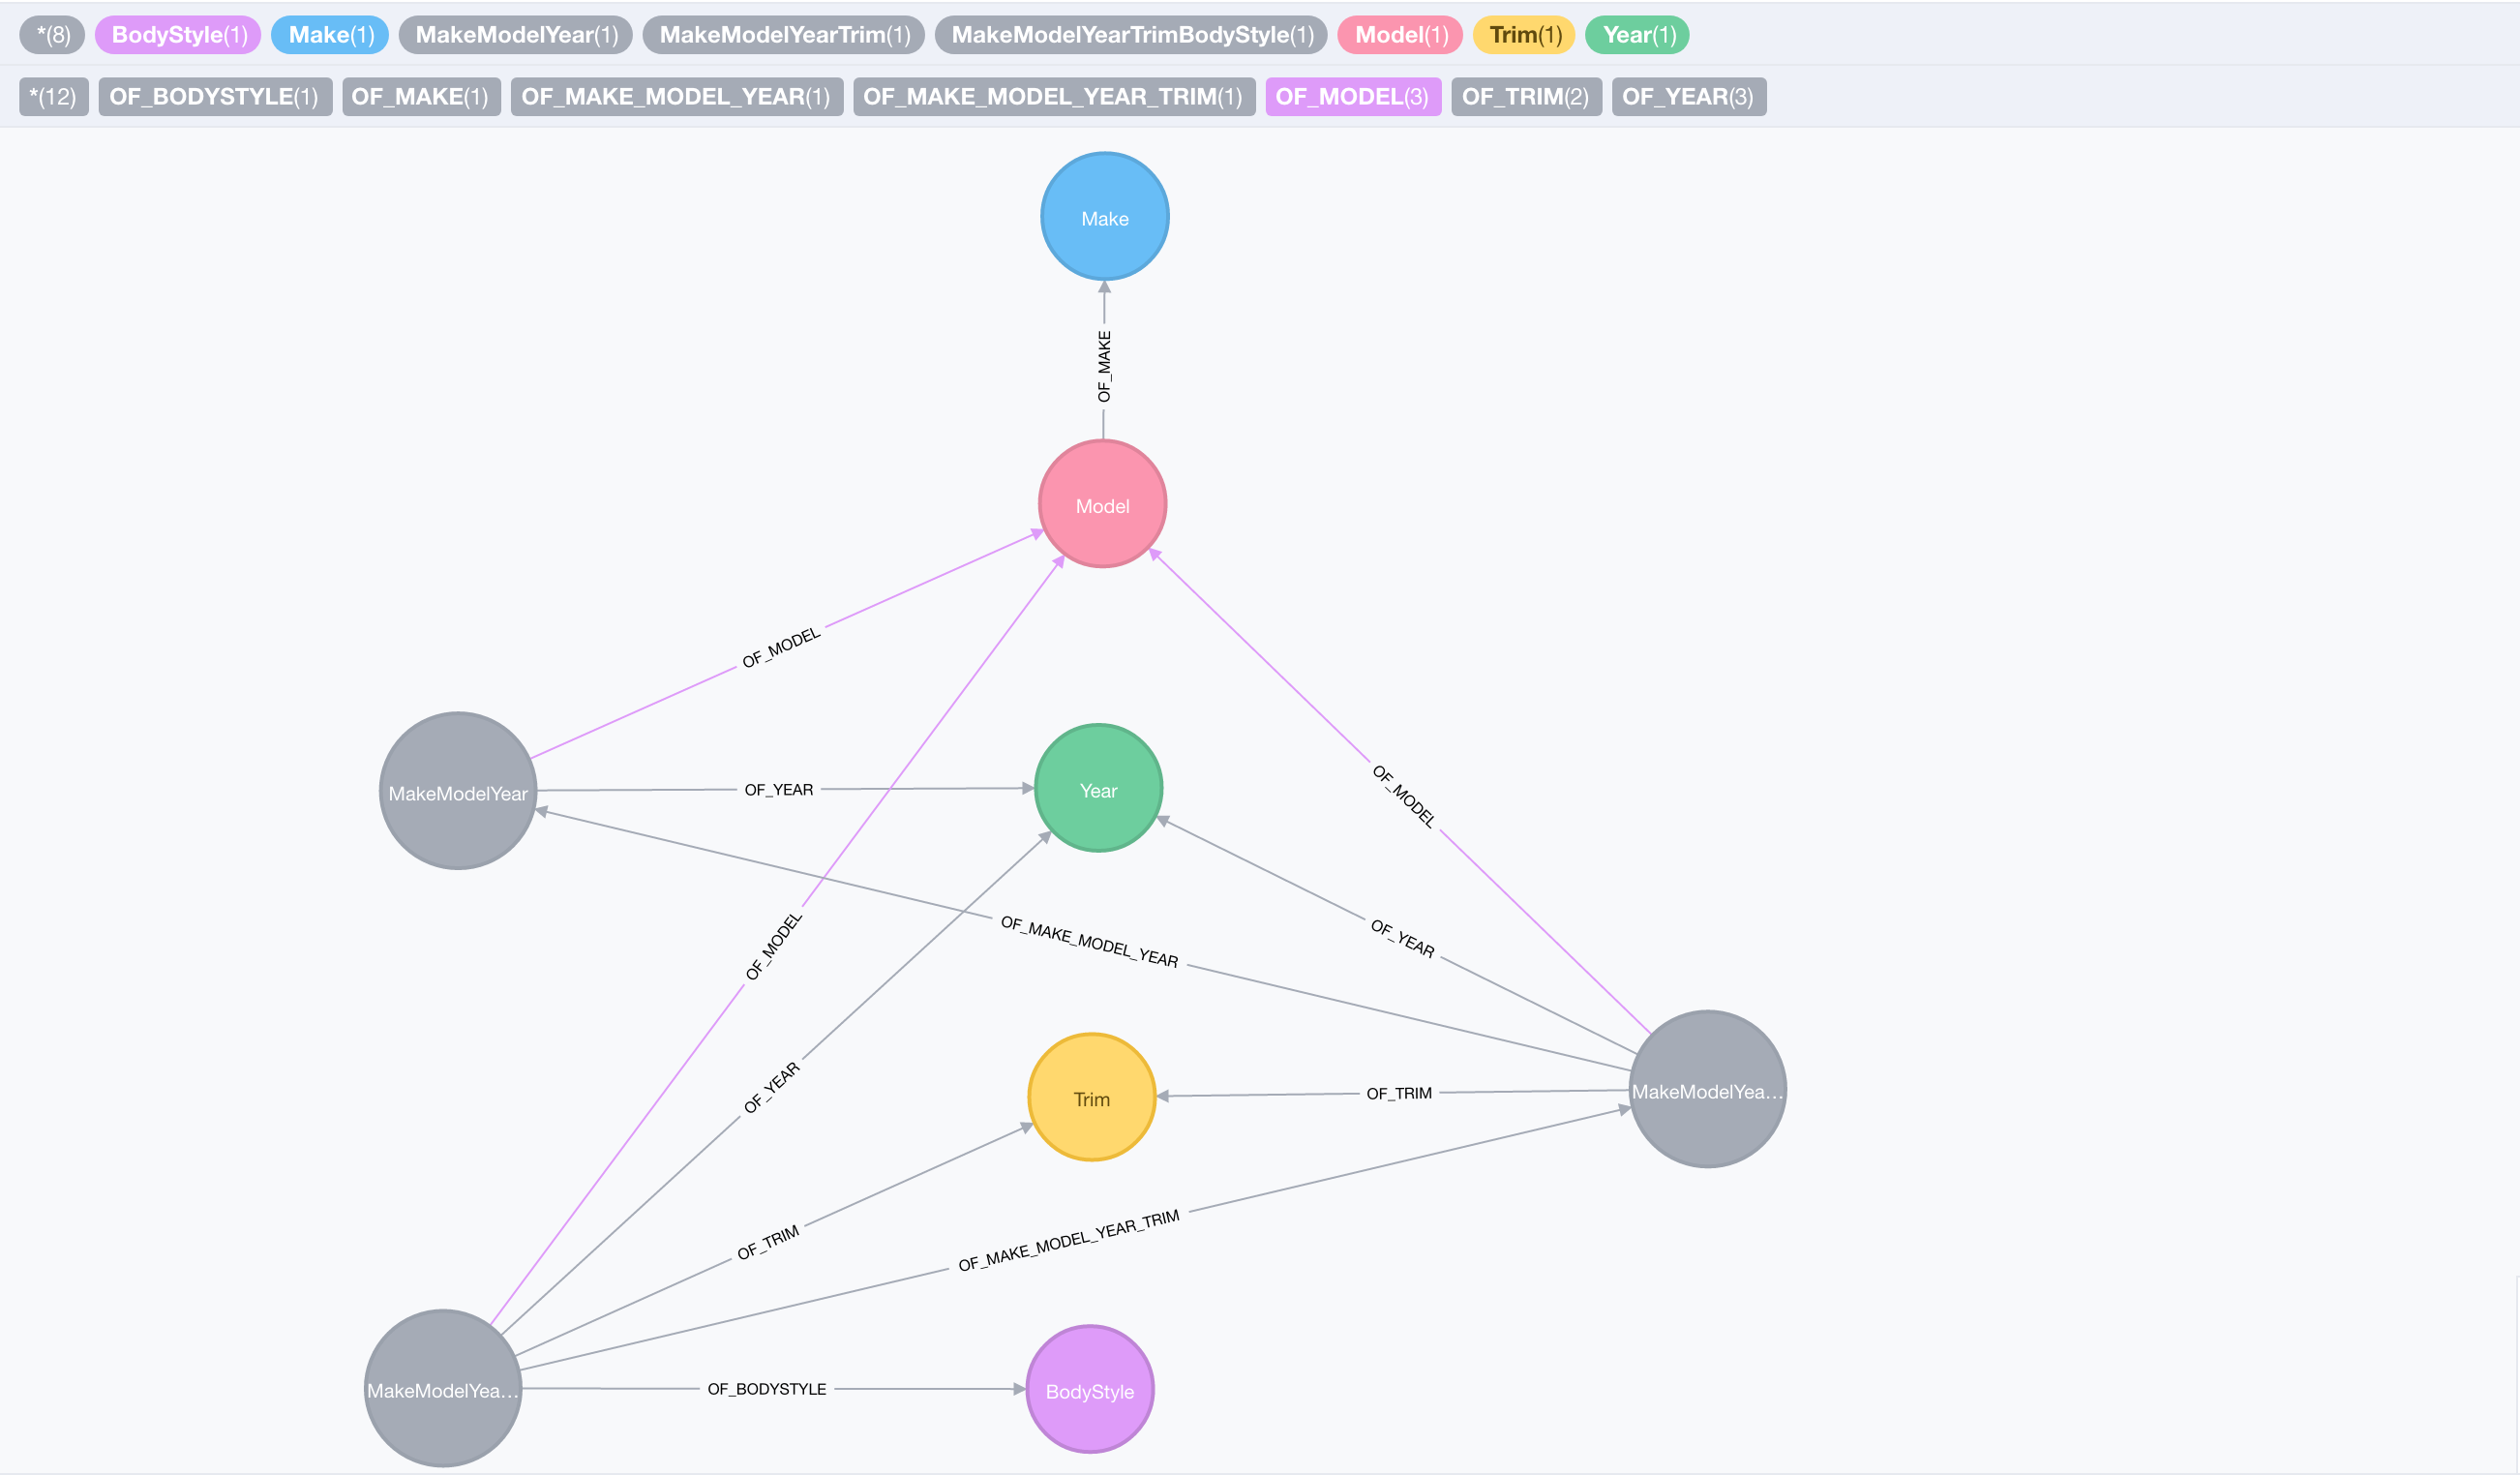 *(8) BodyStyle(1) Make(1) MakeModelYear(1) MakeModelYearTrim(1) MakeModelYearTrimBodyStyle(1) Model(1) Trim(1) Year(1)
*(12) OF_BODYSTYLE(1) OF_MAKE(1) OF_MAKE_MODEL_YEAR(1) OF_MAKE_MODEL_YEAR_TRIM(1) OF_MODEL(3) OF_TRIM(2) OF_YEAR(3)
Make
OF_MAKE
Model
OF_MODEL
MakeModelYear
OF_YEAR
Year
OF_MODEL
OF_MODEL
OF_MAKE_MODEL_YEAR
OF_YEAR
OF_YEAR
Trim
OF_TRIM
MakeModelYea...
OF_TRIM
OF_MAKE_MODEL_YEAR_TRIM
MakeModelYea...
OF_BODYSTYLE
BodyStyle